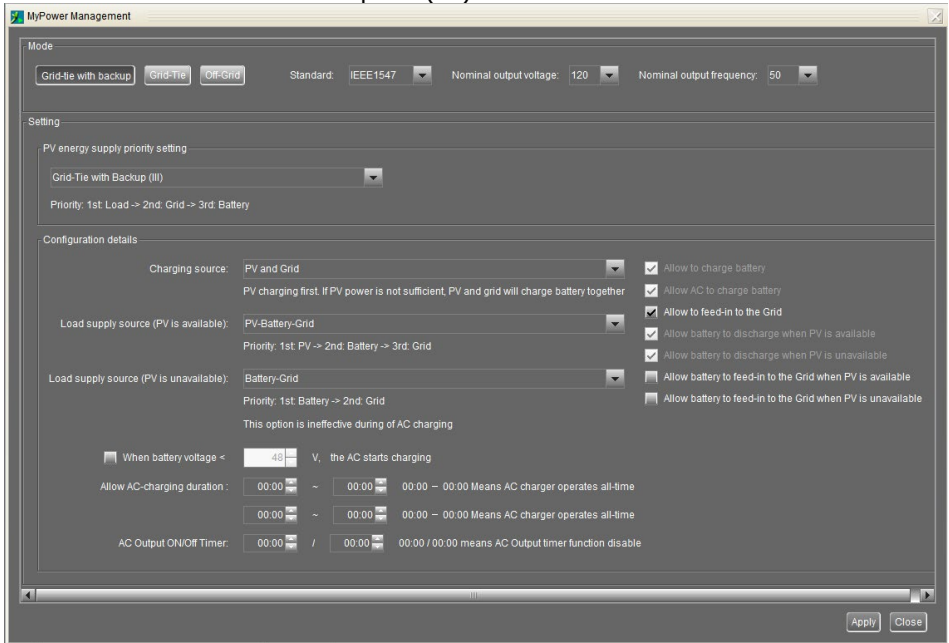 MyPower Management
Mode
Grid-tie with backup Grid-Tie Off-Grid Standard: IEEE1547 Nominal output voltage: 120 Nominal output frequency: 50
Setting
PV energy supply priority setting
Grid-Tie with Backup (III)
Priority: 1st: Load -> 2nd: Grid -> 3rd: Battery
Configuration details
Charging source: PV and Grid Allow to charge battery
PV charging first. If PV power is not sufficient, PV and grid will charge battery together Allow AC to charge battery
Allow to feed-in to the Grid
Load supply source (PV is available): PV-Battery-Grid
Allow battery to discharge when PV is available
Priority: 1st: PV -> 2nd: Battery -> 3rd: Grid
Allow battery to discharge when PV is unavailable
Load supply source (PV is unavailable): Battery-Grid Allow battery to feed-in to the Grid when PV is available
Priority: 1st: Battery -> 2nd: Grid Allow battery to feed-in to the Grid when PV is unavailable
This option is ineffective during of AC charging
When battery voltage < 48 V, the AC starts charging
Allow AC-charging duration : 00:00 ~ 00:00 00:00 – 00:00 Means AC charger operates all-time
00:00 ~ 00:00 00:00 – 00:00 Means AC charger operates all-time
AC Output ON/Off Timer: 00:00 / 00:00 00:00 / 00:00 means AC Output timer function disable
Apply Close